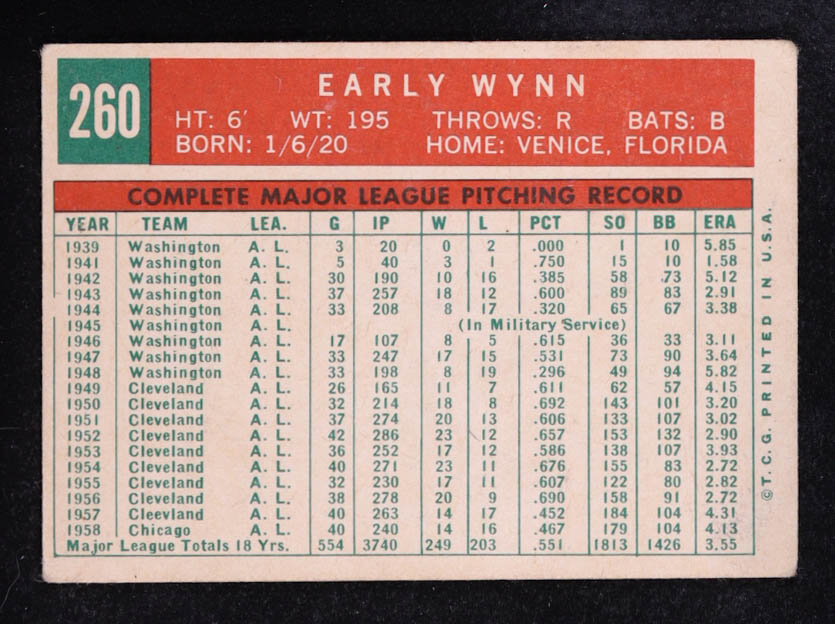 260
EARLY WYNN
HT: 6' WT: 195 THROWS: R BATS: B
BORN: 1/6/20 HOME: VENICE, FLORIDA
COMPLETE MAJOR LEAGUE PITCHING RECORD
YEAR TEAM LEA. G IP W L PCT SO BB ERA
1939 Washington A. L. 3 20 0 2 .000 1 10 5.85
1941 Washington A. L. 5 40 3 1 .750 15 10 1.58
1942 Washington A. L. 30 190 10 16 .385 58 73 5.12
1943 Washington A. L. 37 257 18 12 .600 89 83 2.91
1944 Washington A. L. 33 208 8 17 .320 65 67 3.38
1945 Washington A. L. (In Military Service)
1946 Washington A. L. 17 107 8 5 .615 36 33 3.11
1947 Washington A. L. 33 247 17 15 .531 73 90 3.64
1948 Washington A. L. 33 198 8 19 .296 49 94 5.82
1949 Cleveland A. L. 26 165 11 7 .611 62 57 4.15
1950 Cleveland A. L. 32 214 18 8 .692 143 101 3.20
1951 Cleveland A. L. 37 274 20 13 .606 133 107 3.02
1952 Cleveland A. L. 42 286 23 12 .657 153 132 2.90
1953 Cleveland A. L. 36 252 17 12 .586 138 107 3.93
1954 Cleveland A. L. 40 271 23 11 .676 155 83 2.72
1955 Cleveland A. L. 32 230 17 11 .607 122 80 2.82
1956 Cleveland A. L. 38 278 20 9 .690 158 91 2.72
1957 Cleevland A. L. 40 263 14 17 .452 184 104 4.31
1958 Chicago A. L. 40 240 14 16 .467 179 104 4.13
Major League Totals 18 Yrs. 554 3740 249 203 .551 1813 1426 3.55
© T. C. G. PRINTED IN U.S.A.